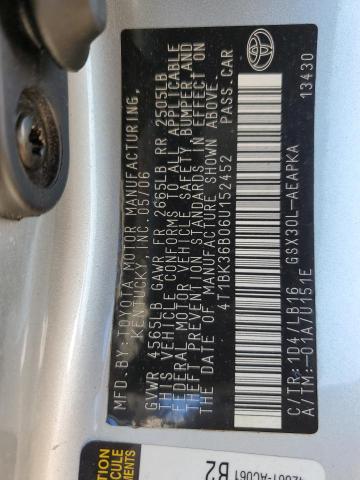 MFD BY:TOYOTA MOTOR MANUFACTURING,
KENTUCKY, INC. 05/06
GVWR 4565LB GAWR FR 2665LB RR 2505LB
THIS VEHICLE CONFORMS TO ALL APPLICABLE
FEDERAL MOTOR VEHICLE SAFETY BUMPER, AND
THEFT PREVENTION STANDARDS IN EFFECT ON
THE DATE OF MANUFACTURE SHOWN ABOVE.
4T1BK36B06U152452 PASS.CAR
C/TR:1D4/LB16 GSX30L-AEAPKA
A/TM:-01A/U151E 13430
B2